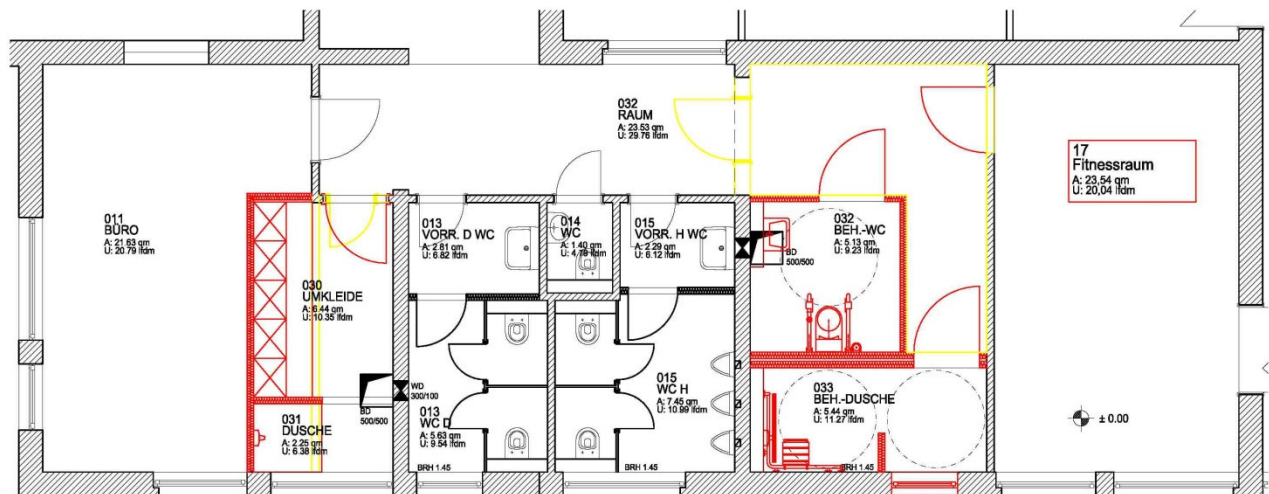 032
RAUM
A: 23.53 qm
U: 29.76 lfdm
17
Fitnessraum
A: 23,54 qm
U: 20,04 lfdm
011
BÜRO
A: 21.63 qm
U: 20.79 lfdm
013
VORR. D WC
A: 2.81 qm
U: 6.82 lfdm
014
WC
A: 1.40 qm
U: 4.78 lfdm
015
VORR. H WC
A: 2.29 qm
U: 6.12 lfdm
032
BEH.-WC
A: 5.13 qm
U: 9.23 lfdm
BD
500/500
030
UMKLEIDE
A: 6.44 qm
U: 10.35 lfdm
WD
300/100
BD
500/500
031
DUSCHE
A: 2.25 qm
U: 6.38 lfdm
013
WC D
A: 5.63 qm
U: 9.54 lfdm
BRH 1.45
015
WC H
A: 7.45 qm
U: 10.99 lfdm
BRH 1.45
033
BEH.-DUSCHE
A: 5.44 qm
U: 11.27 lfdm
BRH 1.45
± 0.00